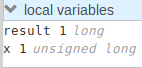 local variables
result 1 long
x 1 unsigned long